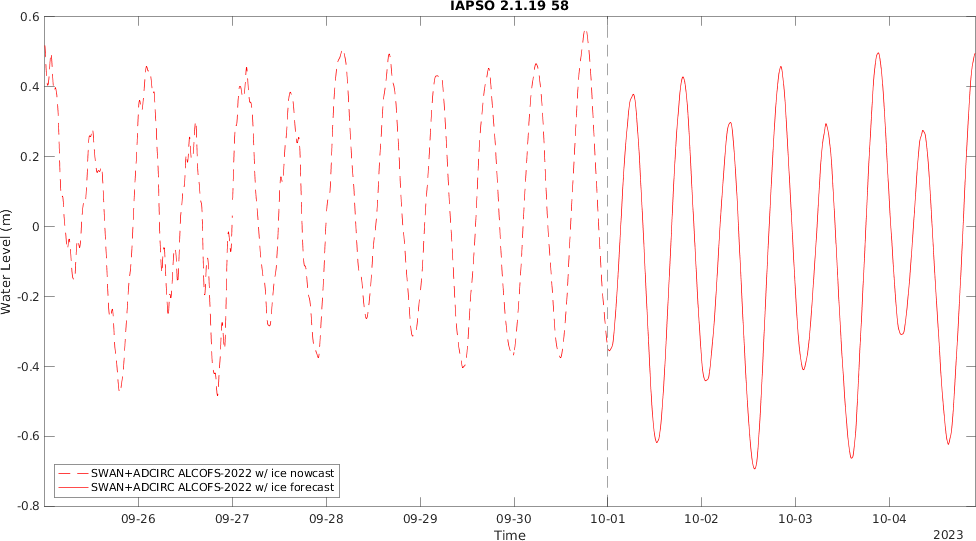 IAPSO 2.1.19 58
0.6
0.4
0.2
0
-0.2
-0.4
-0.6
-0.8
Water Level (m)
SWAN+ADCIRC ALCOFS-2022 w/ ice nowcast
SWAN+ADCIRC ALCOFS-2022 w/ ice forecast
09-26 09-27 09-28 09-29 09-30 10-01 10-02 10-03 10-04
Time
2023